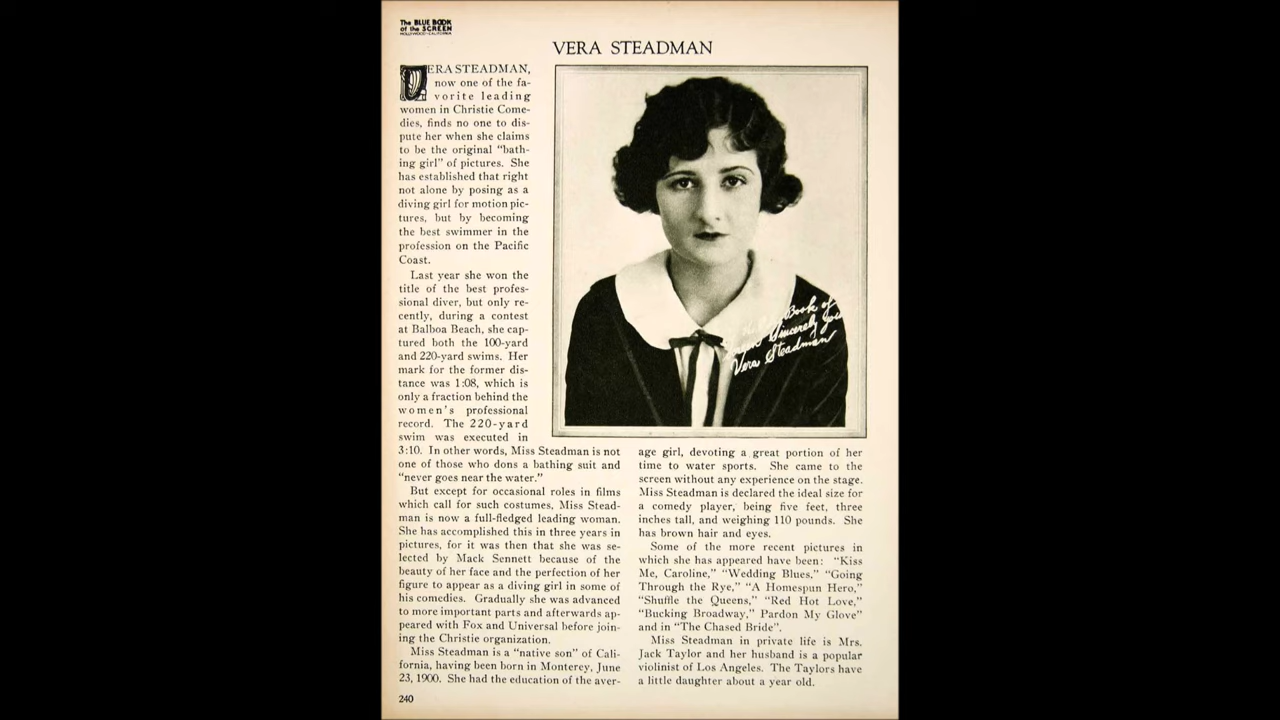 The BLUE BOOK
of the SCREEN
HOLLYWOOD-CALIFORNIA
VERA STEADMAN
VERA STEADMAN,
now one of the fa-
vorite leading
women in Christie Come-
dies, finds no one to dis-
pute her when she claims
to be the original "bath-
ing girl" of pictures. She
has established that right
not alone by posing as a
diving girl for motion pic-
tures, but by becoming
the best swimmer in the
profession on the Pacific
Coast.
Last year she won the
title of the best profes-
sional diver, but only re-
cently, during a contest
at Balboa Beach, she cap-
tured both the 100-yard
and 220-yard swims. Her
mark for the former dis-
tance was 1:08, which is
only a fraction behind the
women's professional
record. The 220-yard
swim was executed in
3:10. In other words, Miss Steadman is not
one of those who dons a bathing suit and
"never goes near the water."
But except for occasional roles in films
which call for such costumes, Miss Stead-
man is now a full-fledged leading woman.
She has accomplished this in three years in
pictures, for it was then that she was se-
lected by Mack Sennett because of the
beauty of her face and the perfection of her
figure to appear as a diving girl in some of
his comedies. Gradually she was advanced
to more important parts and afterwards ap-
peared with Fox and Universal before join-
ing the Christie organization.
Miss Steadman is a "native son" of Cali-
fornia, having been born in Monterey, June
23, 1900. She had the education of the aver-
age girl, devoting a great portion of her
time to water sports. She came to the
screen without any experience on the stage.
Miss Steadman is declared the ideal size for
a comedy player, being five feet, three
inches tall, and weighing 110 pounds. She
has brown hair and eyes.
Some of the more recent pictures in
which she has appeared have been: "Kiss
Me, Caroline," "Wedding Blues," "Going
Through the Rye," "A Homespun Hero,"
"Shuffle the Queens," "Red Hot Love,"
"Bucking Broadway," Pardon My Glove"
and in "The Chased Bride".
Miss Steadman in private life is Mrs.
Jack Taylor and her husband is a popular
violinist of Los Angeles. The Taylors have
a little daughter about a year old.
Book of
Sincerely
Vera Steadman
240